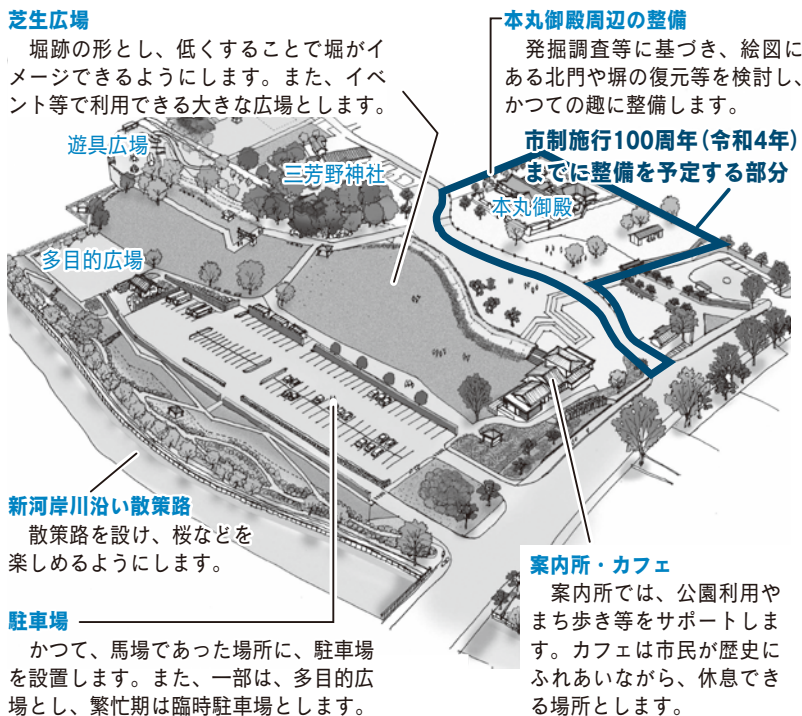 芝生広場
堀跡の形とし、低くすることで堀がイ
メージできるようにします。また、イベ
ント等で利用できる大きな広場とします。
本丸御殿周辺の整備
発掘調査等に基づき、絵図に
ある北門や塀の復元等を検討し、
かつての趣に整備します。
市制施行100周年(令和4年)
までに整備を予定する部分
遊具広場
三芳野神社
本丸御殿
多目的広場
新河岸川沿い散策路
散策路を設け、桜などを
楽しめるようにします。
駐車場
かつて、馬場であった場所に、駐車場
を設置します。また、一部は、多目的広
場とし、繁忙期は臨時駐車場とします。
案内所・カフェ
案内所では、公園利用や
まち歩き等をサポートしま
す。カフェは市民が歴史に
ふれあいながら、休息でき
る場所とします。